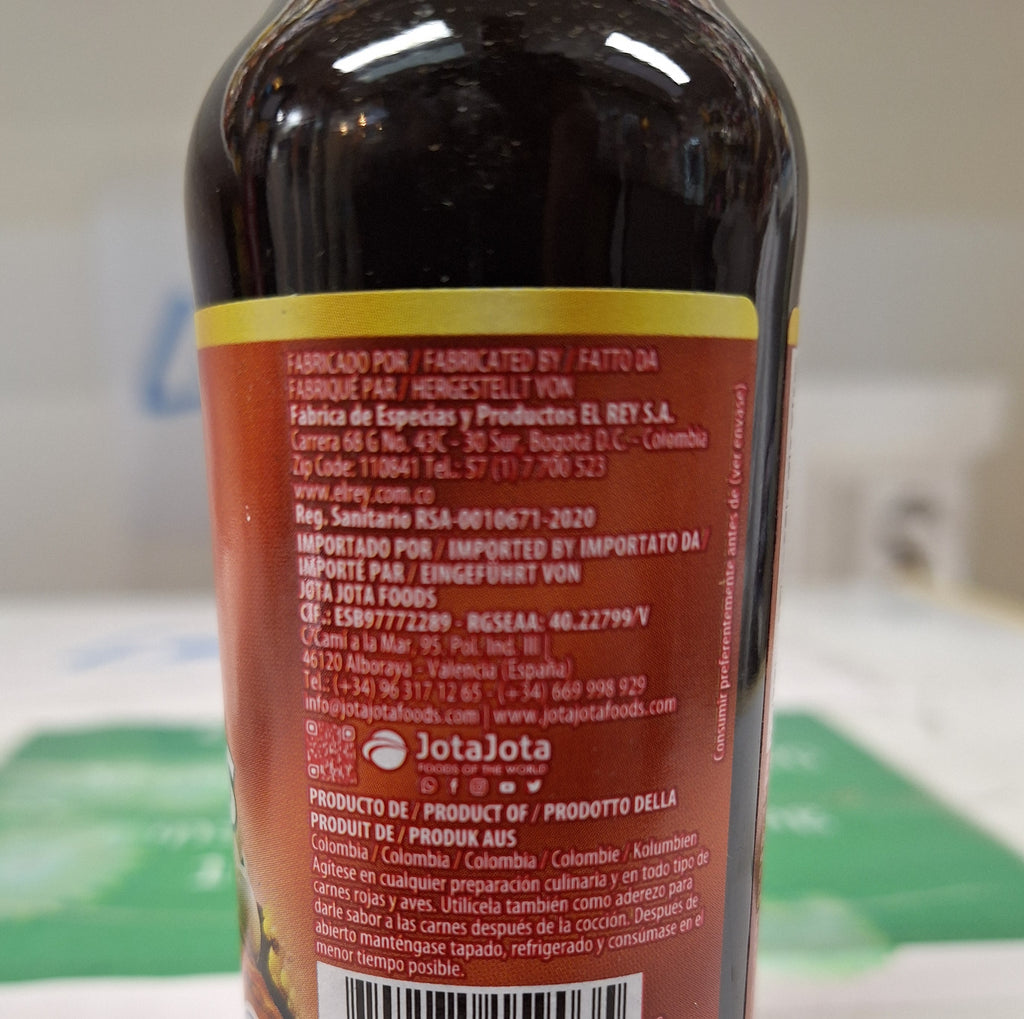 FABRICADO POR / FABRICATED BY / FATTO DA
FABRIQUÉ PAR / HERGESTELLT VON
Fabrica de Especias y Productos EL REY S.A.
Carrera 68 G No. 43C - 30 Sur, Bogota D.C - Colombia
Zip Code: 110841 Tel.: 57 (1) 7 700 523
www.elrey.com.co
Reg. Sanitario RSA-0010671-2020
IMPORTADO POR / IMPORTED BY IMPORTATO DA /
IMPORTÉ PAR / EINGEFÜHRT VON
JOTA JOTA FOODS
CIF.: ESB97772289 - RGSEAA: 40.22799/V
C/Camí a la Mar, 95. Pol. Ind. III |
46120 Alboraya - Valencia (España)
Tel.: (+34) 96 317 12 65 - (+34) 669 998 929
info@jotajotafoods.com | www.jotajotafoods.com
JotaJota
FOODS OF THE WORLD
PRODUCTO DE / PRODUCT OF / PRODOTTO DELLA
PRODUIT DE / PRODUK AUS
Colombia / Colombia / Colombia / Colombie / Kolumbien
Agítese en cualquier preparación culinaria y en todo tipo de
carnes rojas y aves. Utilícela también como aderezo para
darle sabor a las carnes después de la cocción. Después de
abierto manténgase tapado, refrigerado y consúmase en el
menor tiempo posible.
Consumir preferentemente antes de (ver envase)